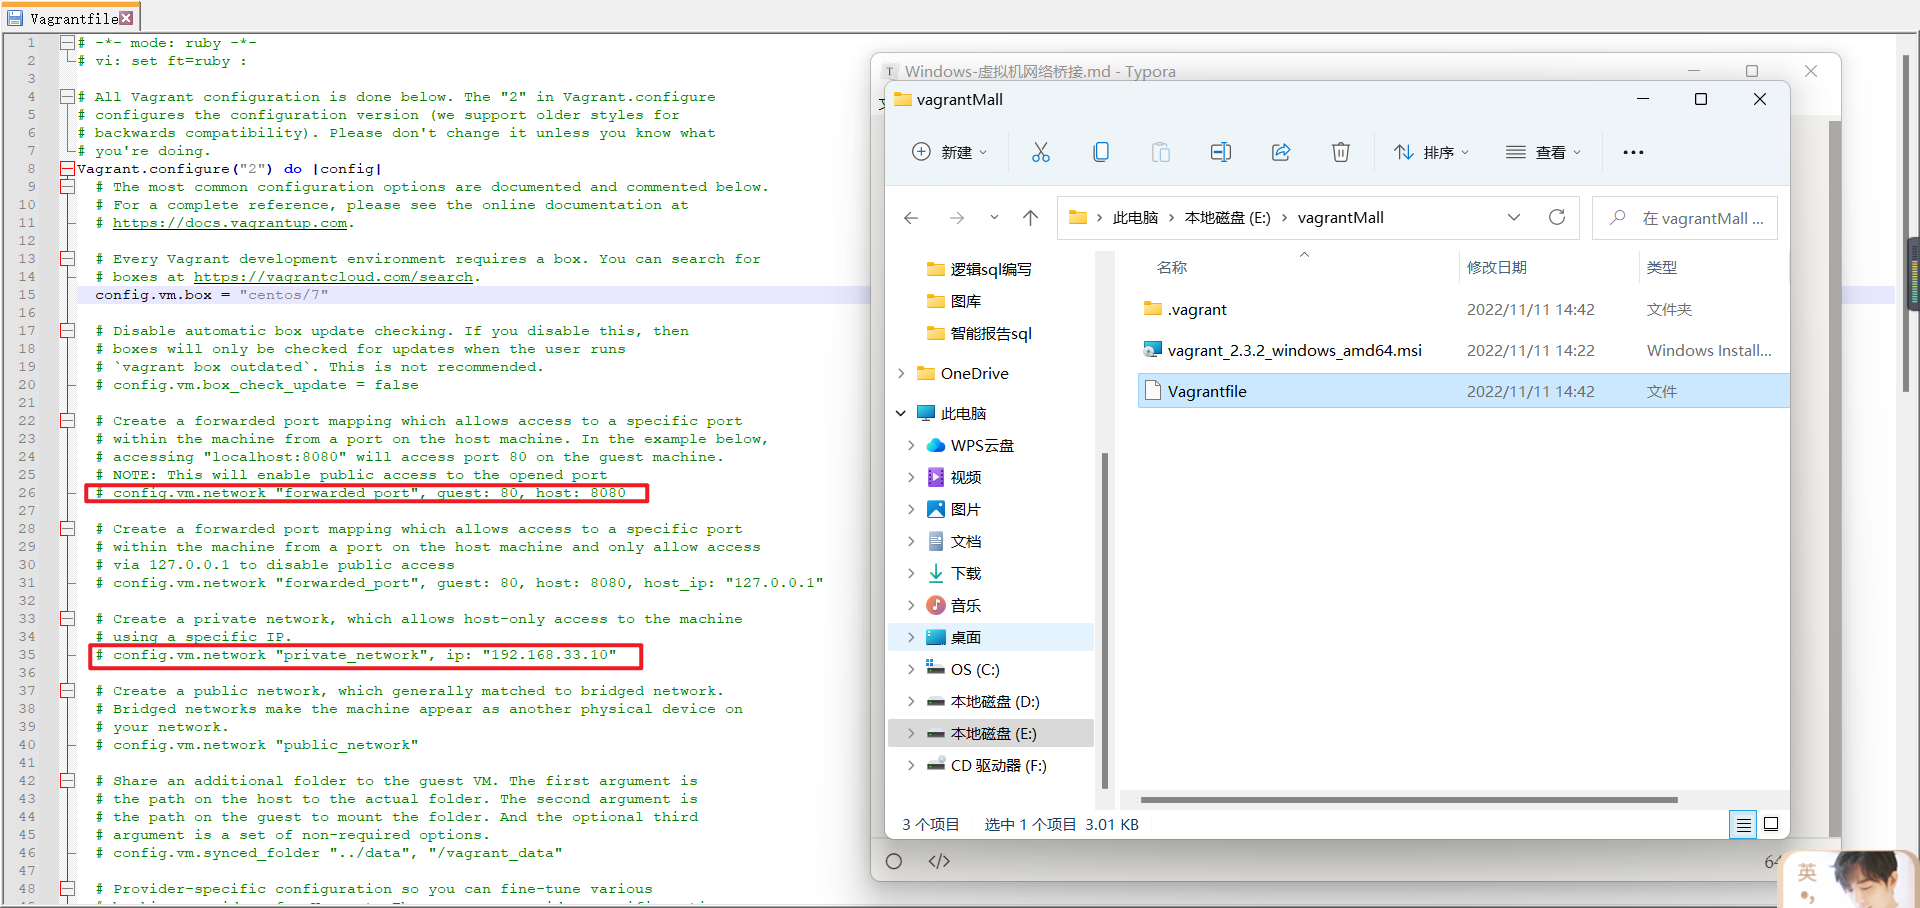 Vagrantfile
1 # -*- mode: ruby -*-
2 # vi: set ft=ruby :
3
4 # All Vagrant configuration is done below. The "2" in Vagrant.configure
5 # configures the configuration version (we support older styles for
6 # backwards compatibility). Please don't change it unless you know what
7 # you're doing.
8 Vagrant.configure("2") do |config|
9 # The most common configuration options are documented and commented below.
10 # For a complete reference, please see the online documentation at
11 # https://docs.vagrantup.com.
12
13 # Every Vagrant development environment requires a box. You can search for
14 # boxes at https://vagrantcloud.com/search.
15 config.vm.box = "centos/7"
16
17 # Disable automatic box update checking. If you disable this, then
18 # boxes will only be checked for updates when the user runs
19 # `vagrant box outdated`. This is not recommended.
20 # config.vm.box_check_update = false
21
22 # Create a forwarded port mapping which allows access to a specific port
23 # within the machine from a port on the host machine. In the example below,
24 # accessing "localhost:8080" will access port 80 on the guest machine.
25 # NOTE: This will enable public access to the opened port
26 # config.vm.network "forwarded_port", guest: 80, host: 8080
27
28 # Create a forwarded port mapping which allows access to a specific port
29 # within the machine from a port on the host machine and only allow access
30 # via 127.0.0.1 to disable public access
31 # config.vm.network "forwarded_port", guest: 80, host: 8080, host_ip: "127.0.0.1"
32
33 # Create a private network, which allows host-only access to the machine
34 # using a specific IP.
35 # config.vm.network "private_network", ip: "192.168.33.10"
36
37 # Create a public network, which generally matched to bridged network.
38 # Bridged networks make the machine appear as another physical device on
39 # your network.
40 # config.vm.network "public_network"
41
42 # Share an additional folder to the guest VM. The first argument is
43 # the path on the host to the actual folder. The second argument is
44 # the path on the guest to mount the folder. And the optional third
45 # argument is a set of non-required options.
46 # config.vm.synced_folder "../data", "/vagrant_data"
47
48 # Provider-specific configuration so you can fine-tune various
Windows-虚拟机网络桥接.md - Typora
vagrantMall
新建
排序
查看
此电脑 › 本地磁盘 (E:) › vagrantMall
在 vagrantMall ...
逻辑sql编写
图库
智能报告sql
OneDrive
此电脑
WPS云盘
视频
图片
文档
下载
音乐
桌面
OS (C:)
本地磁盘 (D:)
本地磁盘 (E:)
CD 驱动器 (F:)
名称 修改日期 类型
.vagrant 2022/11/11 14:42 文件夹
vagrant_2.3.2_windows_amd64.msi 2022/11/11 14:22 Windows Install...
Vagrantfile 2022/11/11 14:42 文件
3 个项目 选中 1 个项目 3.01 KB
</>
英